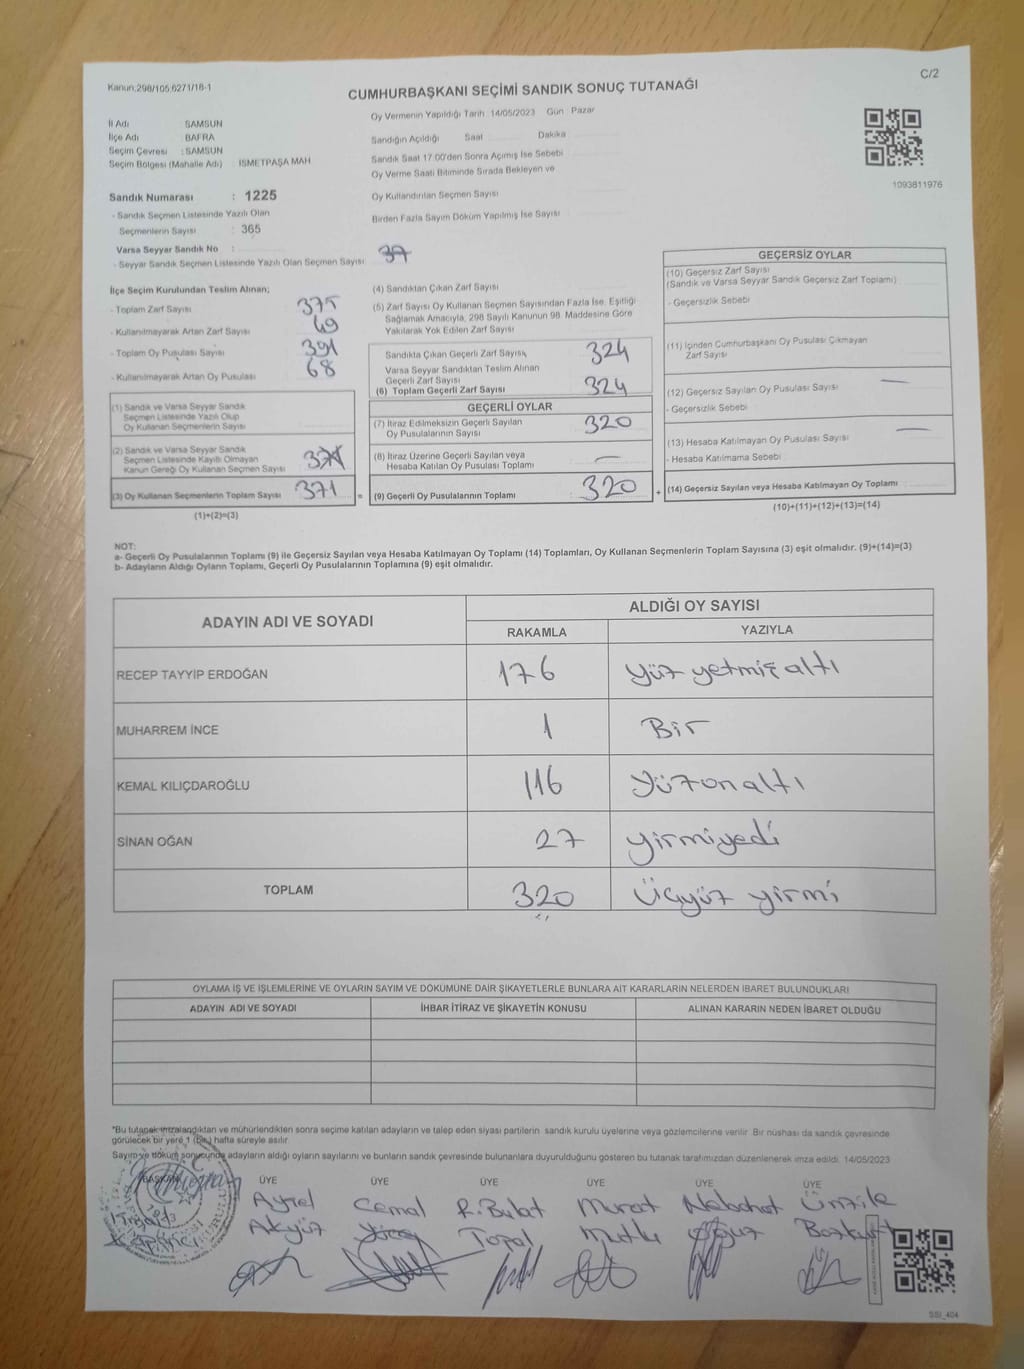 Kanun:298/105;6271/18-1
C/2
CUMHURBAŞKANI SEÇİMİ SANDIK SONUÇ TUTANAĞI
İl Adı SAMSUN
İlçe Adı BAFRA
Seçim Çevresi : SAMSUN
Seçim Bölgesi (Mahalle Adı) : İSMETPAŞA MAH
Sandık Numarası : 1225
- Sandık Seçmen Listesinde Yazılı Olan
Seçmenlerin Sayısı : 365
Varsa Seyyar Sandık No :
- Seyyar Sandık Seçmen Listesinde Yazılı Olan Seçmen Sayısı
Oy Vermenin Yapıldığı Tarih :14/05/2023 Gün : Pazar
Sandığın Açıldığı Saat Dakika
Sandık Saat 17.00'den Sonra Açımış İse Sebebi
Oy Verme Saati Bitiminde Sırada Bekleyen ve
Oy Kullandırılan Seçmen Sayısı
Birden Fazla Sayım Döküm Yapılmış İse Sayısı
1093811976
İlçe Seçim Kurulundan Teslim Alınan;
- Toplam Zarf Sayısı 375
- Kullanılmayarak Artan Zarf Sayısı 69
- Toplam Oy Pusulası Sayısı 391
- Kullanılmayarak Artan Oy Pusulası 68
(1) Sandık ve Varsa Seyyar Sandık
Seçmen Listesinde Yazılı Olup
Oy Kullanan Seçmenlerin Sayısı
(2) Sandık ve Varsa Seyyar Sandık
Seçmen Listesinde Kayıtlı Olmayan
Kanun Gereği Oy Kullanan Seçmen Sayısı
(3) Oy Kullanan Seçmenlerin Toplam Sayısı 371
(1)+(2)=(3)
(4) Sandıktan Çıkan Zarf Sayısı
(5) Zarf Sayısı Oy Kullanan Seçmen Sayısından Fazla İse, Eşitliği
Sağlamak Amacıyla, 298 Sayılı Kanunun 98. Maddesine Göre
Yakılarak Yok Edilen Zarf Sayısı
Sandıkta Çıkan Geçerli Zarf Sayısı 324
Varsa Seyyar Sandıktan Teslim Alınan
Geçerli Zarf Sayısı
(6) Toplam Geçerli Zarf Sayısı 324
GEÇERLİ OYLAR
(7) İtiraz Edilmeksizin Geçerli Sayılan
Oy Pusulalarının Sayısı 320
(8) İtiraz Üzerine Geçerli Sayılan veya
Hesaba Katılan Oy Pusulası Toplamı —
= (9) Geçerli Oy Pusulalarının Toplamı 320
GEÇERSİZ OYLAR
(10) Geçersiz Zarf Sayısı
(Sandık ve Varsa Seyyar Sandık Geçersiz Zarf Toplamı)
- Geçersizlik Sebebi
(11) İçinden Cumhurbaşkanı Oy Pusulası Çıkmayan
Zarf Sayısı
(12) Geçersiz Sayılan Oy Pusulası Sayısı —
- Geçersizlik Sebebi
(13) Hesaba Katılmayan Oy Pusulası Sayısı —
- Hesaba Katılmama Sebebi
+ (14) Geçersiz Sayılan veya Hesaba Katılmayan Oy Toplamı
(10)+(11)+(12)+(13)=(14)
NOT:
a- Geçerli Oy Pusulalarının Toplamı (9) ile Geçersiz Sayılan veya Hesaba Katılmayan Oy Toplamı (14) Toplamları, Oy Kullanan Seçmenlerin Toplam Sayısına (3) eşit olmalıdır. (9)+(14)=(3)
b- Adayların Aldığı Oyların Toplamı, Geçerli Oy Pusulalarının Toplamına (9) eşit olmalıdır.
ADAYIN ADI VE SOYADI
ALDIĞI OY SAYISI
RAKAMLA YAZIYLA
RECEP TAYYİP ERDOĞAN 176 Yüz yetmiş altı
MUHARREM İNCE 1 Bir
KEMAL KILIÇDAROĞLU 116 Yüzonaltı
SİNAN OĞAN 27 yirmiyedi
TOPLAM 320 Üçyüz yirmi
OYLAMA İŞ VE İŞLEMLERİNE VE OYLARIN SAYIM VE DÖKÜMÜNE DAİR ŞİKAYETLERLE BUNLARA AİT KARARLARIN NELERDEN İBARET BULUNDUKLARI
ADAYIN ADI VE SOYADI İHBAR İTİRAZ VE ŞİKAYETİN KONUSU ALINAN KARARIN NEDEN İBARET OLDUĞU
*Bu tutanak imzalandıktan ve mühürlendikten sonra seçime katılan adayların ve talep eden siyasi partilerin sandık kurulu üyelerine veya gözlemcilerine verilir. Bir nüshası da sandık çevresinde
görülecek bir yere 1 (bir) hafta süreyle asılır.
Sayım ve döküm sonucunda adayların aldığı oyların sayılarını ve bunların sandık çevresinde bulunanlara duyurulduğunu gösteren bu tutanak tarafımızdan düzenlenerek imza edildi. 14/05/2023
BAŞKAN ÜYE ÜYE ÜYE ÜYE ÜYE ÜYE
Aysel Cemal R.Bulat Murat Nebahat Ümzile
Akyüz Topal Mutlu Oğuz Bozkurt
SSI_404